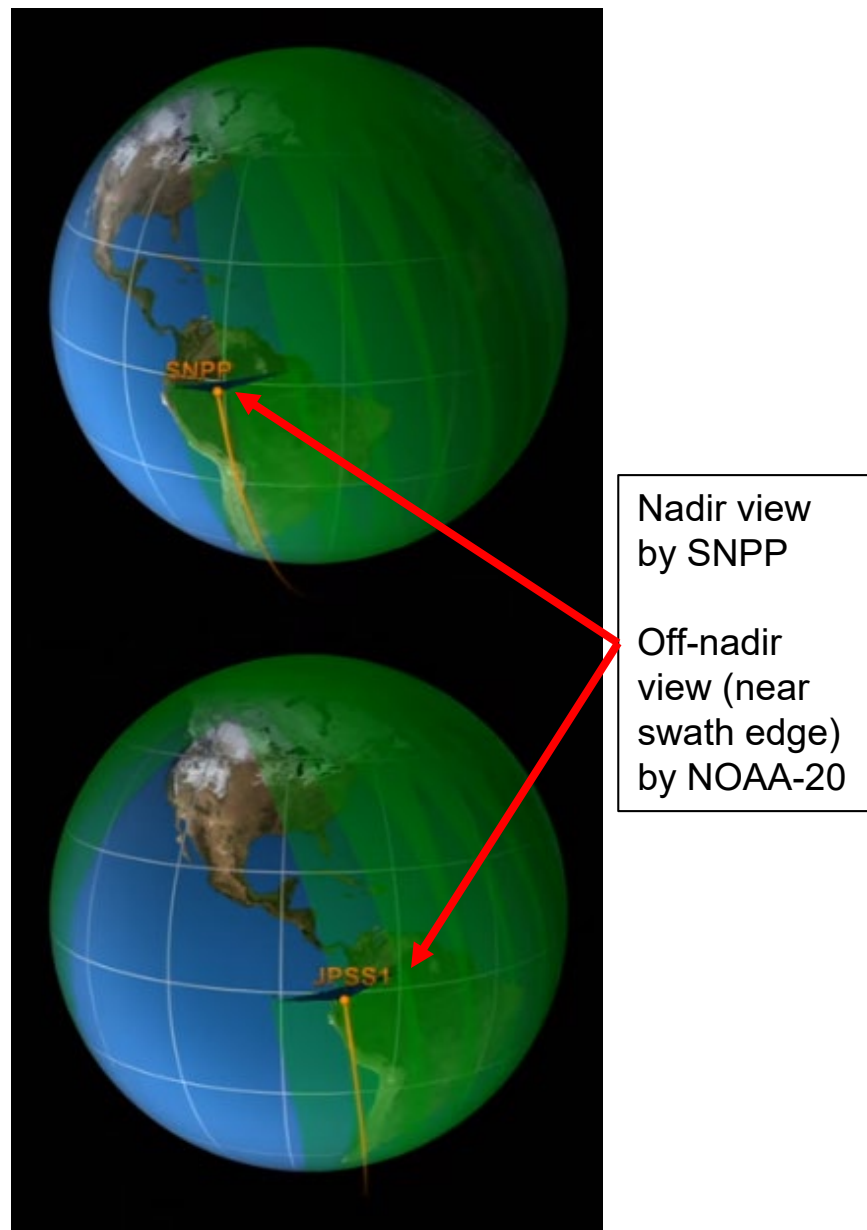 SNPP
JPSS1
Nadir view
by SNPP
Off-nadir
view (near
swath edge)
by NOAA-20